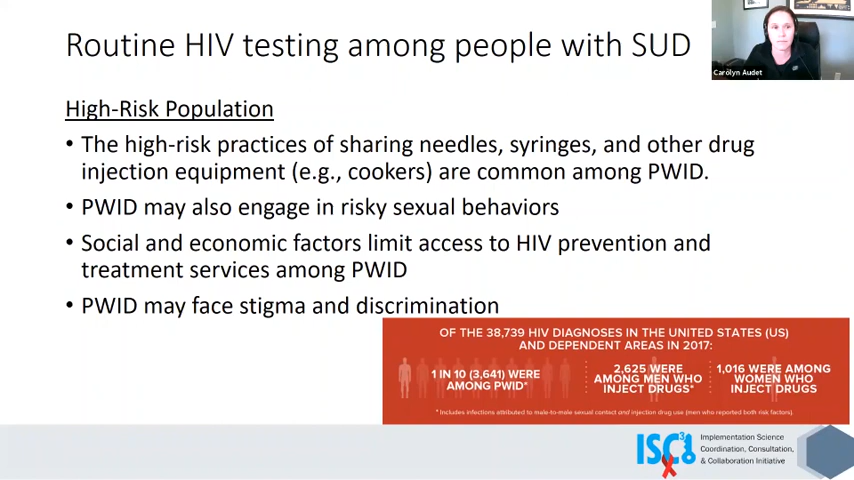 Routine HIV testing among people with SUD
Carolyn Audet
High-Risk Population
• The high-risk practices of sharing needles, syringes, and other drug
injection equipment (e.g., cookers) are common among PWID.
• PWID may also engage in risky sexual behaviors
• Social and economic factors limit access to HIV prevention and
treatment services among PWID
• PWID may face stigma and discrimination
OF THE 38,739 HIV DIAGNOSES IN THE UNITED STATES (US)
AND DEPENDENT AREAS IN 2017:
1 IN 10 (3,641) WERE
AMONG PWID*
2,625 WERE
AMONG MEN WHO
INJECT DRUGS*
1,016 WERE AMONG
WOMEN WHO
INJECT DRUGS
* Includes infections attributed to male-to-male sexual contact and injection drug use (men who reported both risk factors).
ISC3I
Implementation Science
Coordination, Consultation,
& Collaboration Initiative